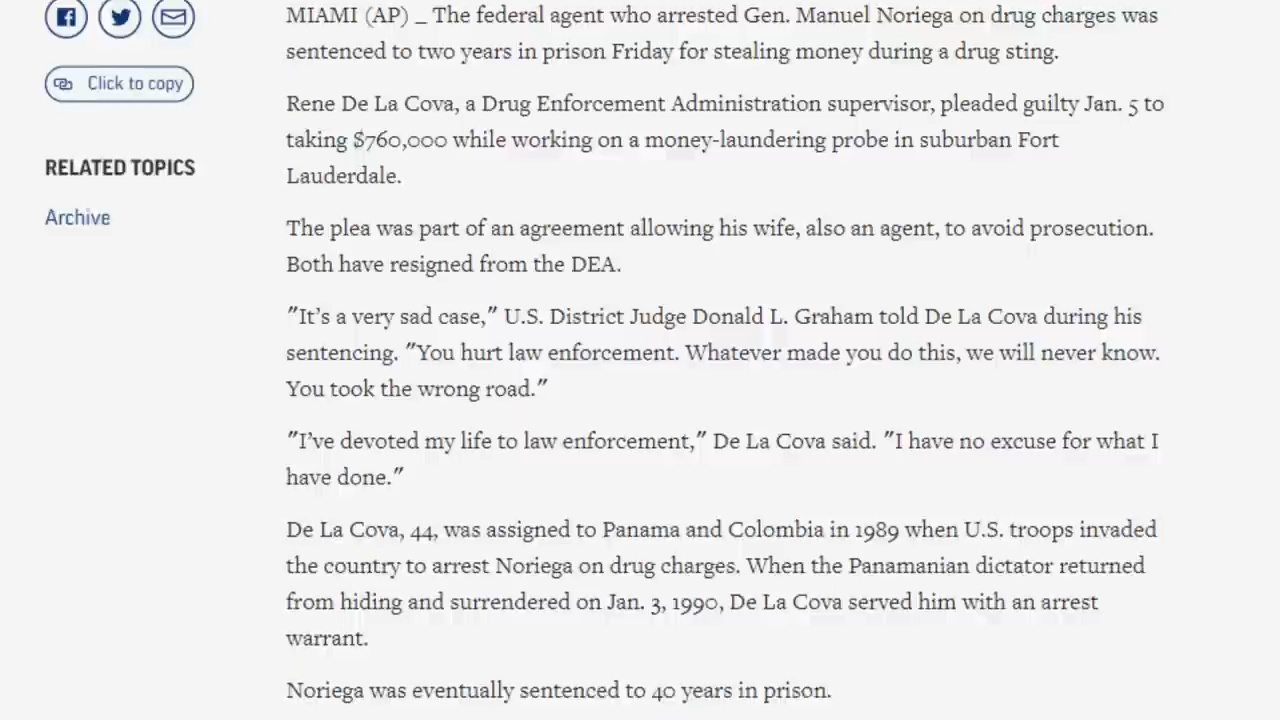 MIAMI (AP) _ The federal agent who arrested Gen. Manuel Noriega on drug charges was
sentenced to two years in prison Friday for stealing money during a drug sting.
Click to copy
Rene De La Cova, a Drug Enforcement Administration supervisor, pleaded guilty Jan. 5 to
taking $760,000 while working on a money-laundering probe in suburban Fort
Lauderdale.
RELATED TOPICS
Archive
The plea was part of an agreement allowing his wife, also an agent, to avoid prosecution.
Both have resigned from the DEA.
"It's a very sad case," U.S. District Judge Donald L. Graham told De La Cova during his
sentencing. "You hurt law enforcement. Whatever made you do this, we will never know.
You took the wrong road."
"I've devoted my life to law enforcement," De La Cova said. "I have no excuse for what I
have done."
De La Cova, 44, was assigned to Panama and Colombia in 1989 when U.S. troops invaded
the country to arrest Noriega on drug charges. When the Panamanian dictator returned
from hiding and surrendered on Jan. 3, 1990, De La Cova served him with an arrest
warrant.
Noriega was eventually sentenced to 40 years in prison.